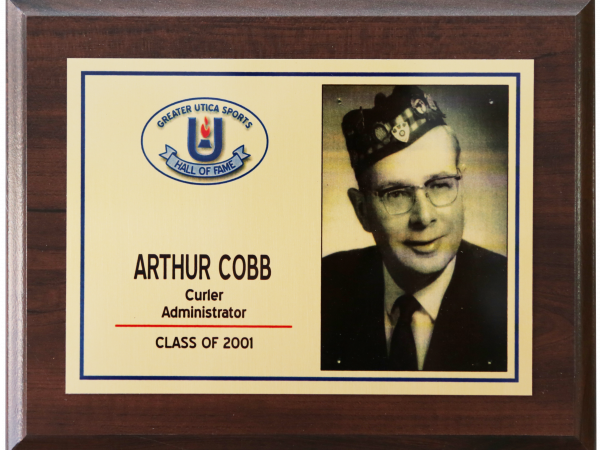 GREATER UTICA SPORTS
U
HALL OF FAME
ARTHUR COBB
Curler
Administrator
CLASS OF 2001